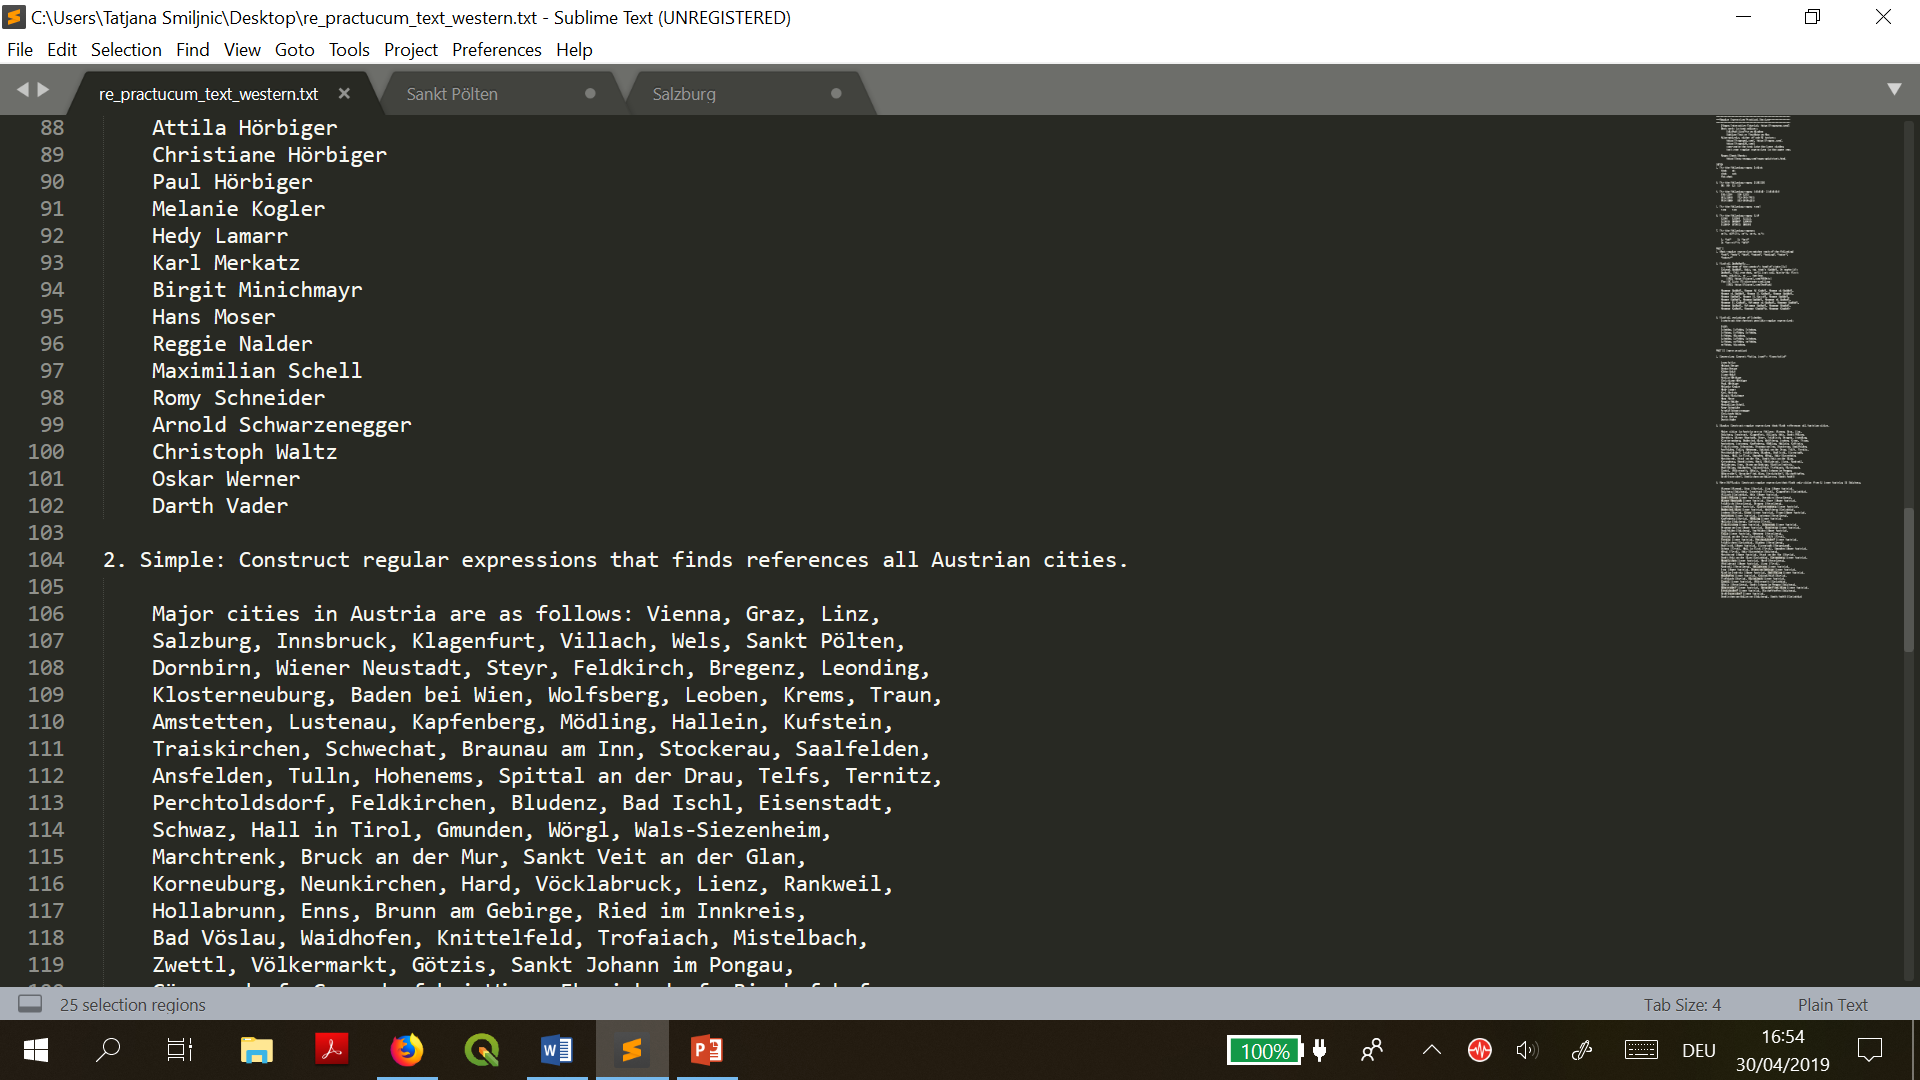 C:\Users\Tatjana Smiljnic\Desktop\re_practucum_text_western.txt - Sublime Text (UNREGISTERED)
File Edit Selection Find View Goto Tools Project Preferences Help
re_practucum_text_western.txt Sankt Pölten Salzburg
88 Attila Hörbiger
89 Christiane Hörbiger
90 Paul Hörbiger
91 Melanie Kogler
92 Hedy Lamarr
93 Karl Merkatz
94 Birgit Minichmayr
95 Hans Moser
96 Reggie Nalder
97 Maximilian Schell
98 Romy Schneider
99 Arnold Schwarzenegger
100 Christoph Waltz
101 Oskar Werner
102 Darth Vader
103
104 2. Simple: Construct regular expressions that finds references all Austrian cities.
105
106 Major cities in Austria are as follows: Vienna, Graz, Linz,
107 Salzburg, Innsbruck, Klagenfurt, Villach, Wels, Sankt Pölten,
108 Dornbirn, Wiener Neustadt, Steyr, Feldkirch, Bregenz, Leonding,
109 Klosterneuburg, Baden bei Wien, Wolfsberg, Leoben, Krems, Traun,
110 Amstetten, Lustenau, Kapfenberg, Mödling, Hallein, Kufstein,
111 Traiskirchen, Schwechat, Braunau am Inn, Stockerau, Saalfelden,
112 Ansfelden, Tulln, Hohenems, Spittal an der Drau, Telfs, Ternitz,
113 Perchtoldsdorf, Feldkirchen, Bludenz, Bad Ischl, Eisenstadt,
114 Schwaz, Hall in Tirol, Gmunden, Wörgl, Wals-Siezenheim,
115 Marchtrenk, Bruck an der Mur, Sankt Veit an der Glan,
116 Korneuburg, Neunkirchen, Hard, Vöcklabruck, Lienz, Rankweil,
117 Hollabrunn, Enns, Brunn am Gebirge, Ried im Innkreis,
118 Bad Vöslau, Waidhofen, Knittelfeld, Trofaiach, Mistelbach,
119 Zwettl, Völkermarkt, Götzis, Sankt Johann im Pongau,
25 selection regions Tab Size: 4 Plain Text
100% DEU 16:54
30/04/2019